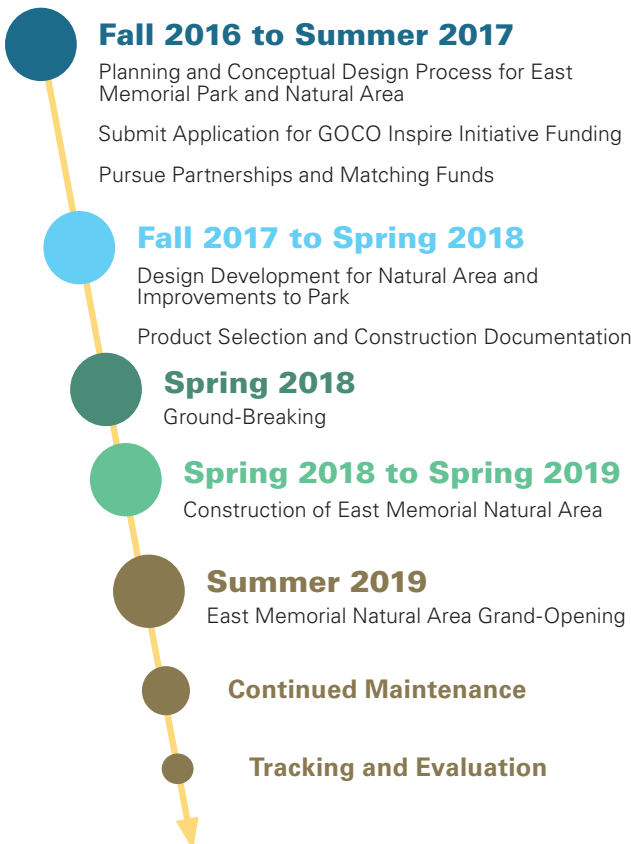 Fall 2016 to Summer 2017
Planning and Conceptual Design Process for East
Memorial Park and Natural Area
Submit Application for GOCO Inspire Initiative Funding
Pursue Partnerships and Matching Funds
Fall 2017 to Spring 2018
Design Development for Natural Area and
Improvements to Park
Product Selection and Construction Documentation
Spring 2018
Ground-Breaking
Spring 2018 to Spring 2019
Construction of East Memorial Natural Area
Summer 2019
East Memorial Natural Area Grand-Opening
Continued Maintenance
Tracking and Evaluation